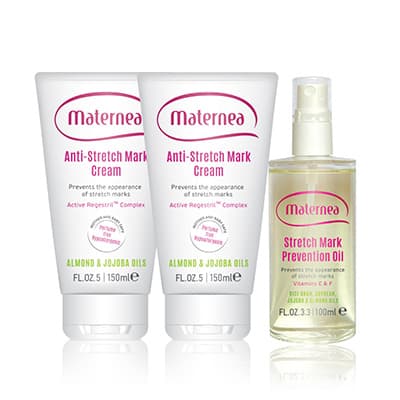 maternea
Anti-Stretch Mark
Cream
Prevents the appearance
of stretch marks
Active Regestril™ Complex
Perfume
free
Hypoallergenic
ALMOND & JOJOBA OILS
FL.OZ.5 | 150ml℮
maternea
Anti-Stretch Mark
Cream
Prevents the appearance
of stretch marks
Active Regestril™ Complex
Perfume
free
Hypoallergenic
ALMOND & JOJOBA OILS
FL.OZ.5 | 150ml℮
maternea
Stretch Mark
Prevention Oil
Prevents the appearance
of stretch marks
Vitamins E & F
RICE BRAN, SOYBEAN,
JOJOBA & ALMOND OILS
FL.OZ.3.3 | 100ml℮